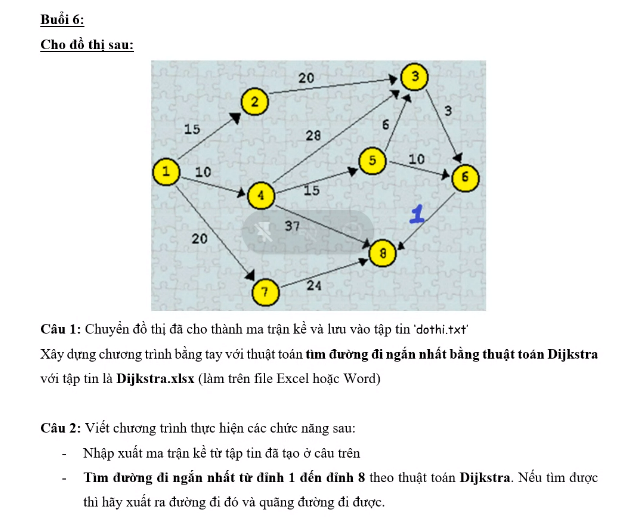 Buổi 6:
Cho đồ thị sau:
20
3
2
3
15
28
6
5
10
1
10
6
4
15
1
37
20
8
7
24
Câu 1: Chuyển đồ thị đã cho thành ma trận kề và lưu vào tập tin 'dothi.txt'
Xây dựng chương trình bằng tay với thuật toán tìm đường đi ngắn nhất bằng thuật toán Dijkstra
với tập tin là Dijkstra.xlsx (làm trên file Excel hoặc Word)
Câu 2: Viết chương trình thực hiện các chức năng sau:
- Nhập xuất ma trận kề từ tập tin đã tạo ở câu trên
- Tìm đường đi ngắn nhất từ đỉnh 1 đến đỉnh 8 theo thuật toán Dijkstra. Nếu tìm được
thì hãy xuất ra đường đi đó và quãng đường đi được.